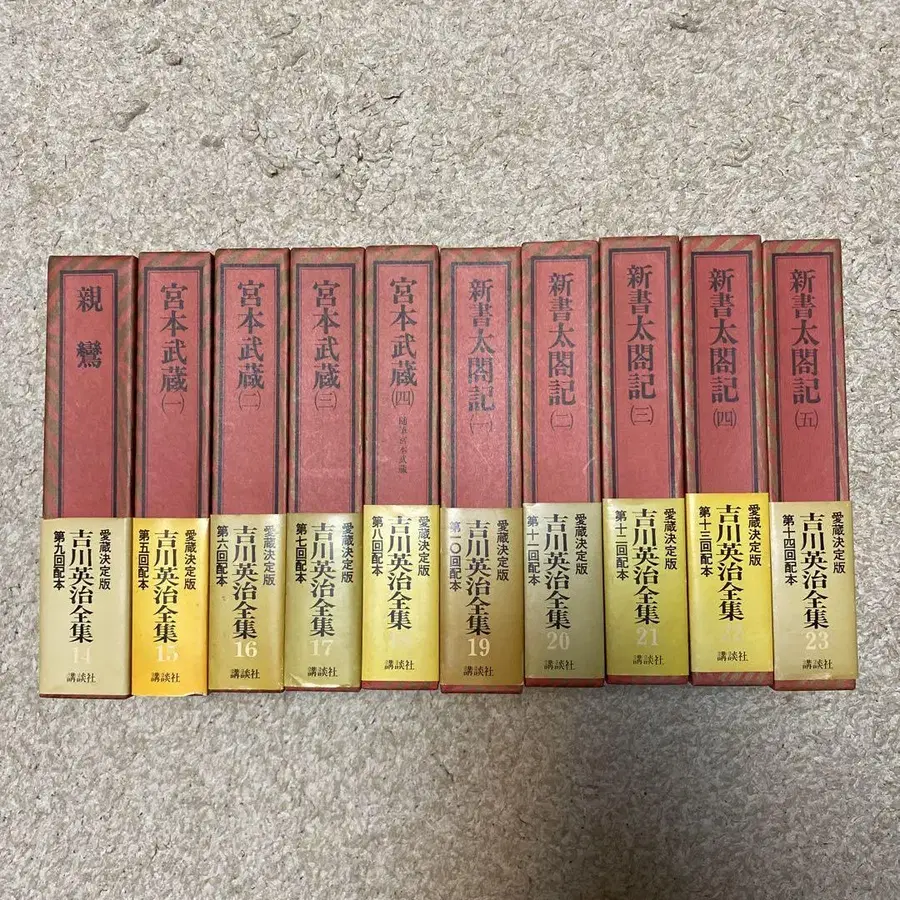 親鸞
愛蔵決定版
吉川英治全集
14
第九回配本
講談社
宮本武蔵
(一)
愛蔵決定版
吉川英治全集
15
第五回配本
講談社
宮本武蔵
(二)
愛蔵決定版
吉川英治全集
16
第六回配本
講談社
宮本武蔵
(三)
愛蔵決定版
吉川英治全集
17
第七回配本
講談社
宮本武蔵
(四)
随筆宮本武蔵
愛蔵決定版
吉川英治全集
第八回配本
講談社
新書太閤記
(一)
愛蔵決定版
吉川英治全集
19
第一〇回配本
講談社
新書太閤記
(二)
愛蔵決定版
吉川英治全集
20
第十一回配本
講談社
新書太閤記
(三)
愛蔵決定版
吉川英治全集
21
第十二回配本
講談社
新書太閤記
(四)
愛蔵決定版
吉川英治全集
22
第十三回配本
講談社
新書太閤記
(五)
愛蔵決定版
吉川英治全集
23
第十四回配本
講談社